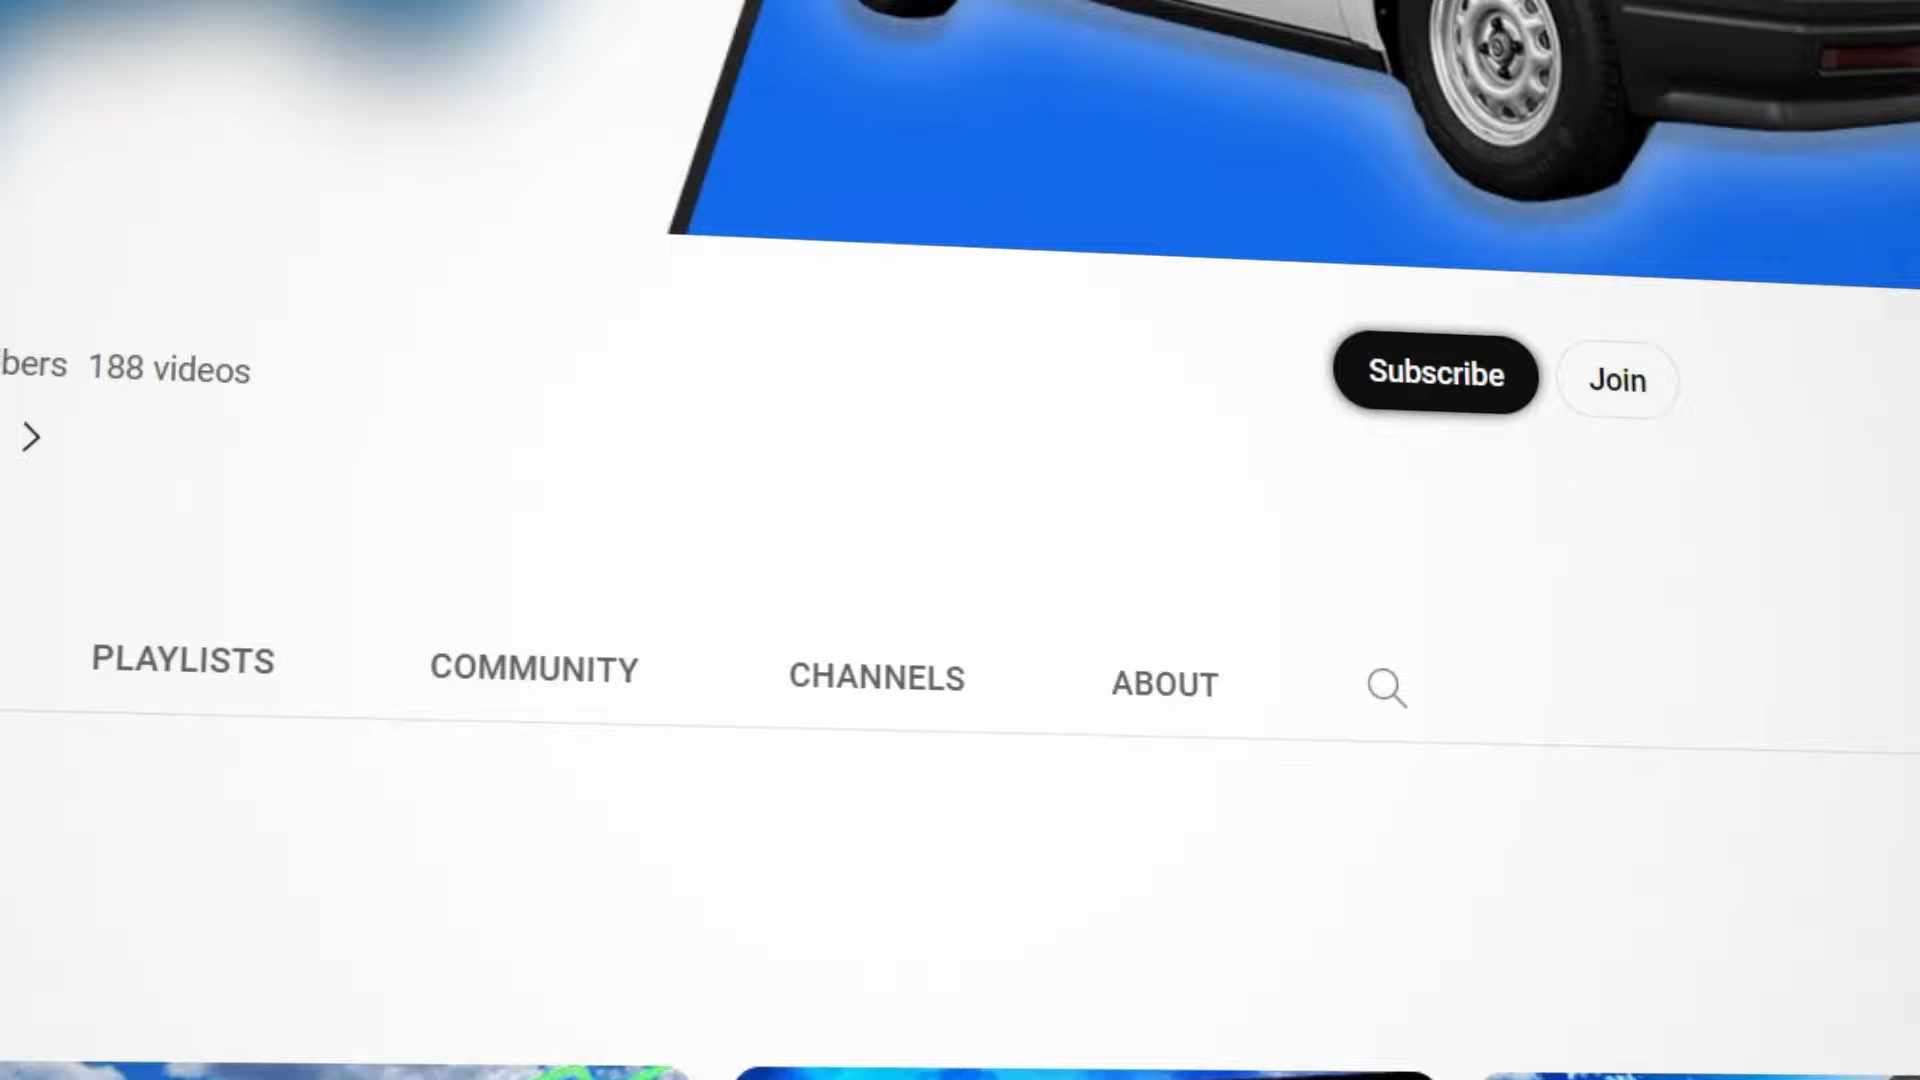 bers 188 videos
Subscribe
Join
PLAYLISTS
COMMUNITY
CHANNELS
ABOUT